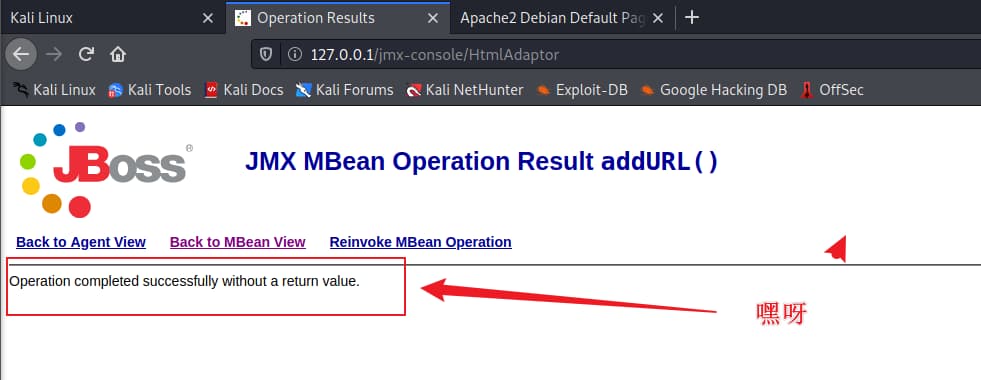 Kali Linux
Operation Results
Apache2 Debian Default Pag
127.0.0.1/jmx-console/HtmlAdaptor
Kali Linux Kali Tools Kali Docs Kali Forums Kali NetHunter Exploit-DB Google Hacking DB OffSec
JBoss®
JMX MBean Operation Result addURL()
Back to Agent View Back to MBean View Reinvoke MBean Operation
Operation completed successfully without a return value.
嘿呀